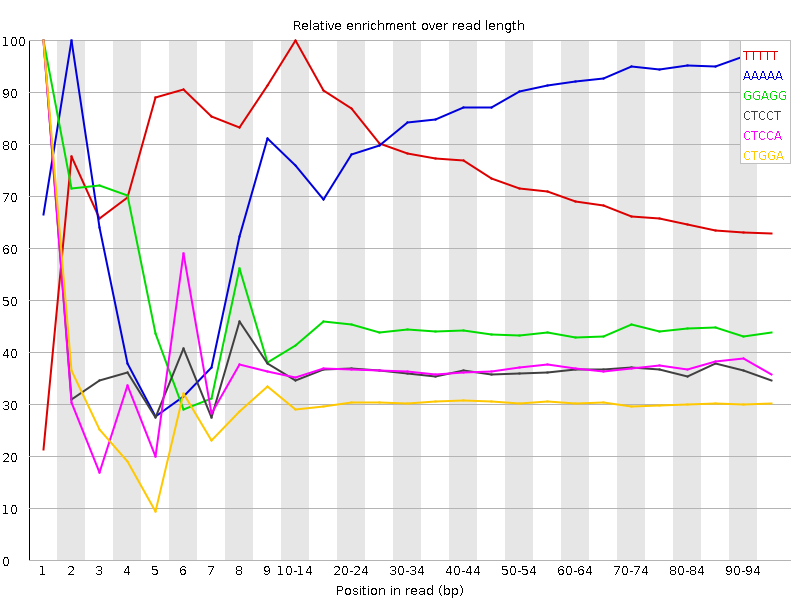 Relative enrichment over read length
100
90
80
70
60
50
40
30
20
10
0
TTTTT
AAAAA
GGAGG
CTCCT
CTCCA
CTGGA
1 2 3 4 5 6 7 8 9 10-14 20-24 30-34 40-44 50-54 60-64 70-74 80-84 90-94
Position in read (bp)